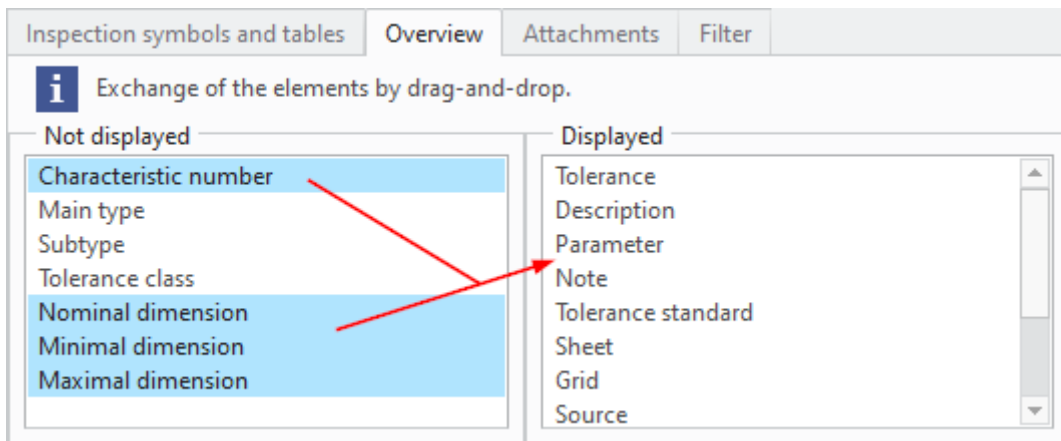 Inspection symbols and tables Overview Attachments Filter
i Exchange of the elements by drag-and-drop.
Not displayed
Characteristic number
Main type
Subtype
Tolerance class
Nominal dimension
Minimal dimension
Maximal dimension
Displayed
Tolerance
Description
Parameter
Note
Tolerance standard
Sheet
Grid
Source